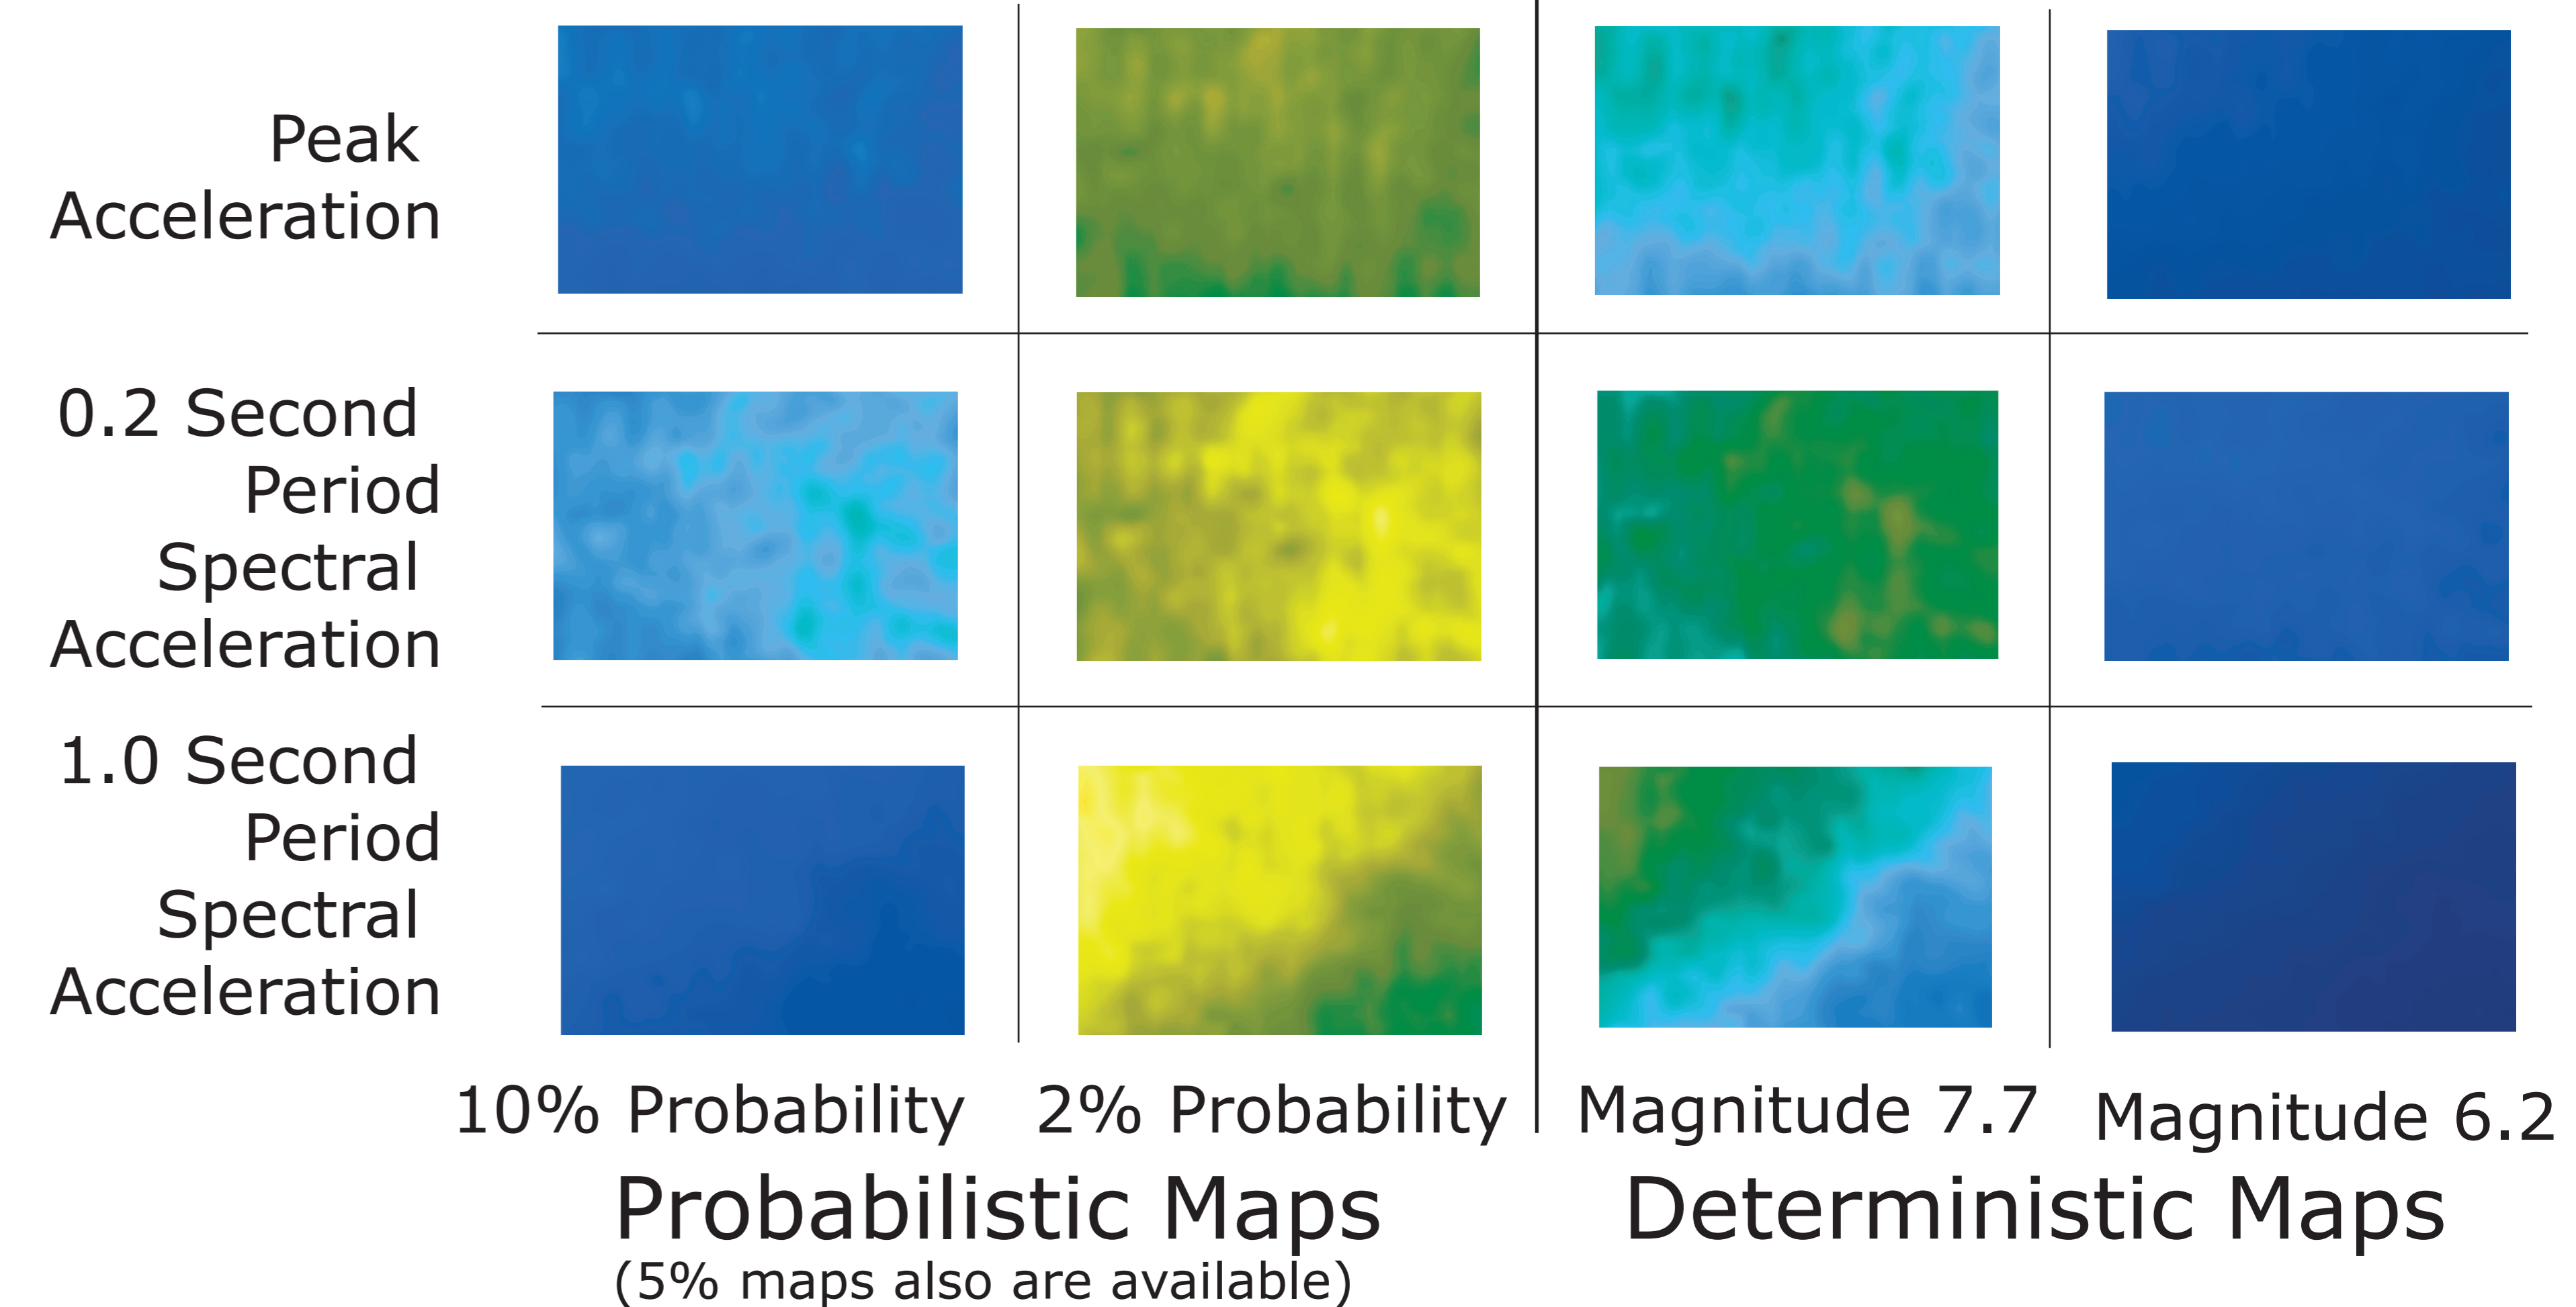 Peak
Acceleration
0.2 Second
Period
Spectral
Acceleration
1.0 Second
Period
Spectral
Acceleration
10% Probability
2% Probability
Magnitude 7.7
Magnitude 6.2
Probabilistic Maps
Deterministic Maps
(5% maps also are available)